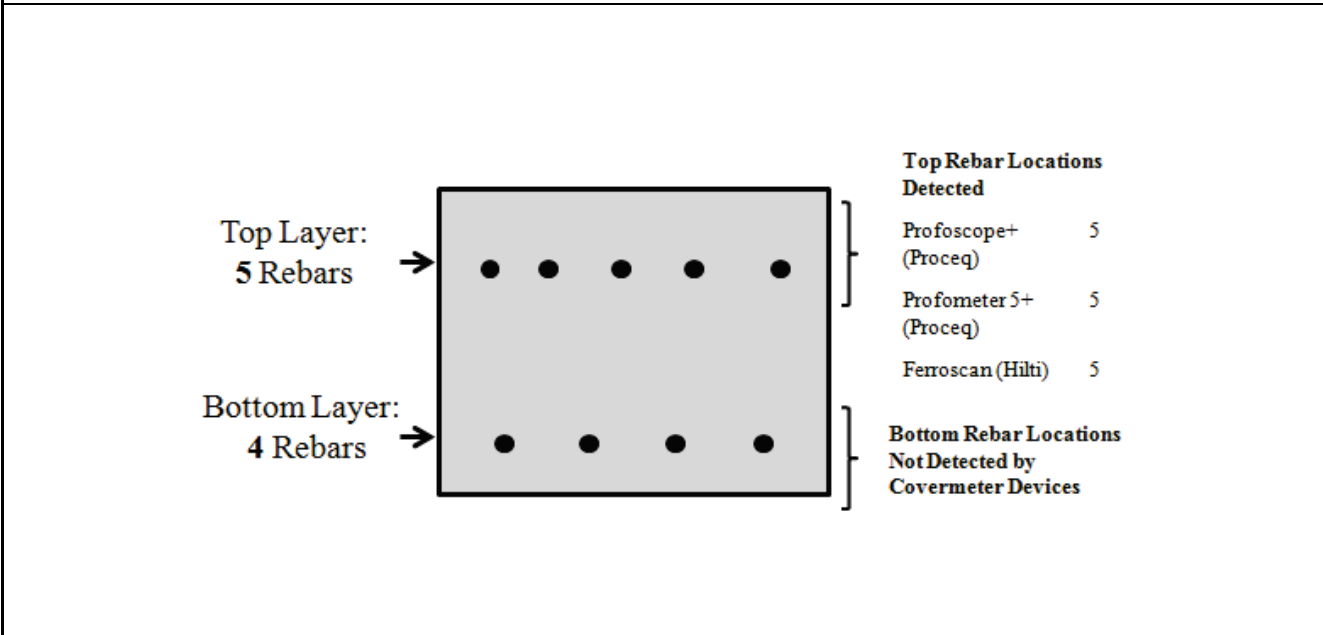 Top Layer:
5 Rebars
Bottom Layer:
4 Rebars
Top Rebar Locations
Detected
Profoscope+ 5
(Proceq)
Profometer 5+ 5
(Proceq)
Ferroscan (Hilti) 5
Bottom Rebar Locations
Not Detected by
Covermeter Devices